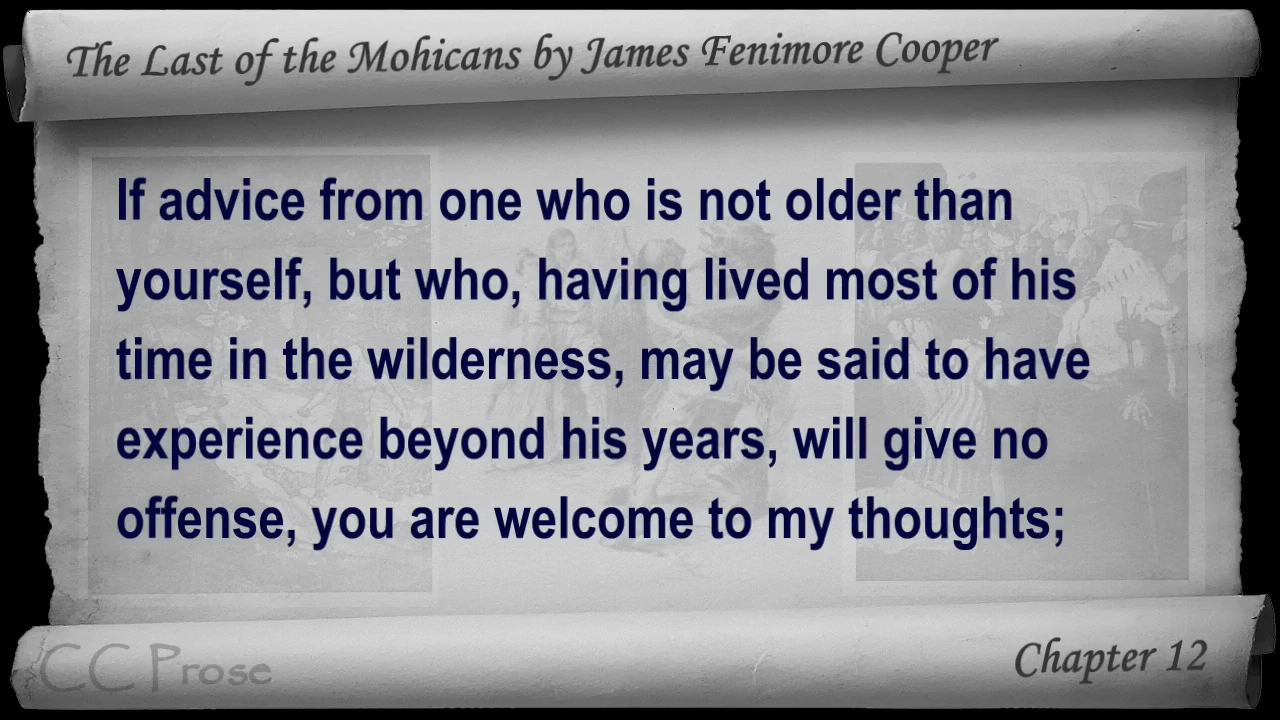 The Last of the Mohicans by James Fenimore Cooper
If advice from one who is not older than
yourself, but who, having lived most of his
time in the wilderness, may be said to have
experience beyond his years, will give no
offense, you are welcome to my thoughts;
CC Prose
Chapter 12